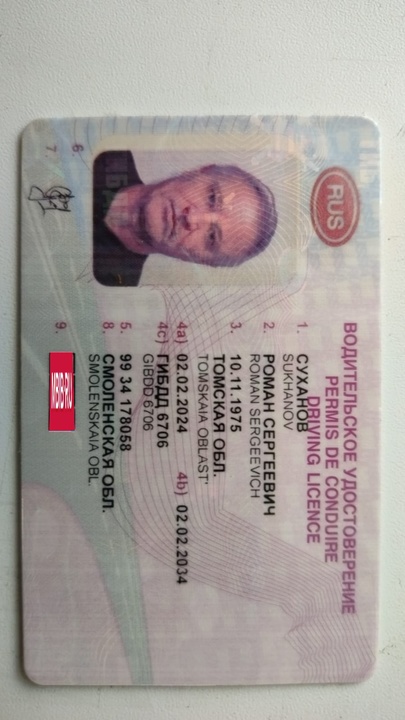 ВОДИТЕЛЬСКОЕ УДОСТОВЕРЕНИЕ
PERMIS DE CONDUIRE
DRIVING LICENCE
RUS
1. СУХАНОВ
SUKHANOV
2. РОМАН СЕРГЕЕВИЧ
ROMAN SERGEEVICH
3. 10.11.1975
ТОМСКАЯ ОБЛ.
TOMSKAIA OBLAST'
4a) 02.02.2024 4b) 02.02.2034
4c) ГИБДД 6706
GIBDD 6706
5. 99 34 178058
8. СМОЛЕНСКАЯ ОБЛ.
SMOLENSKAIA OBL.
6.
7.
9.